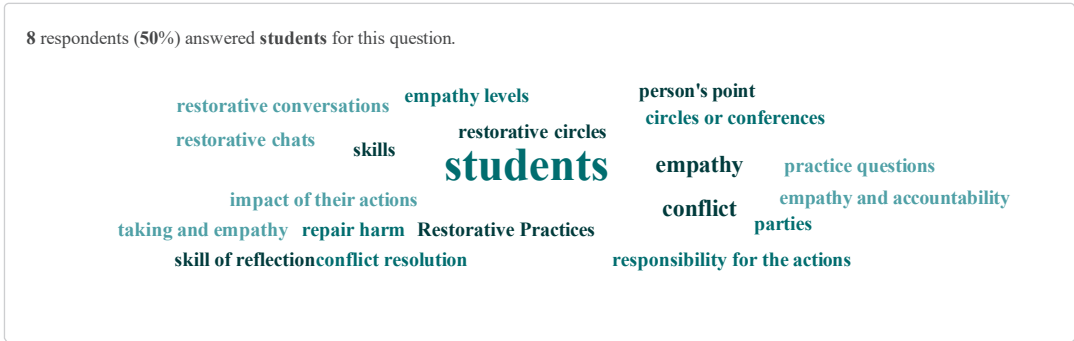 8 respondents (50%) answered students for this question.
person's point
empathy levels
restorative conversations
circles or conferences
restorative circles
restorative chats
skills
students
empathy
practice questions
impact of their actions
empathy and accountability
conflict
parties
taking and empathy
repair harm
Restorative Practices
skill of reflection
conflict resolution
responsibility for the actions